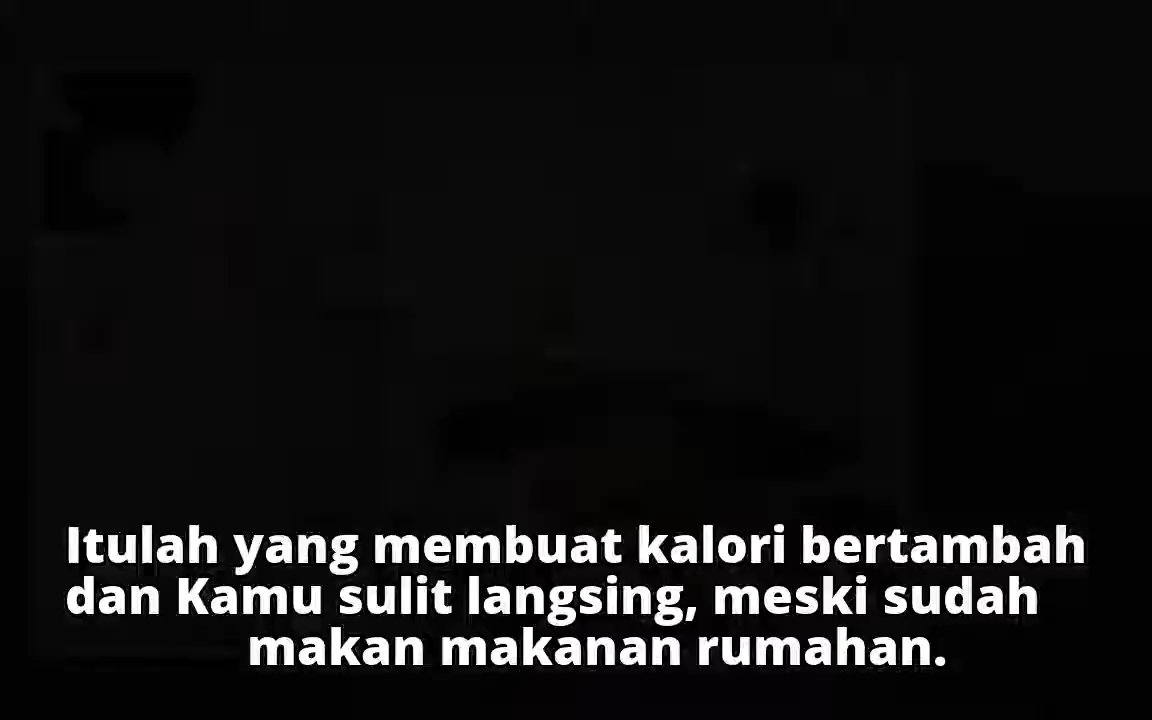 Itulah yang membuat kalori bertambah
dan Kamu sulit langsing, meski sudah
makan makanan rumahan.